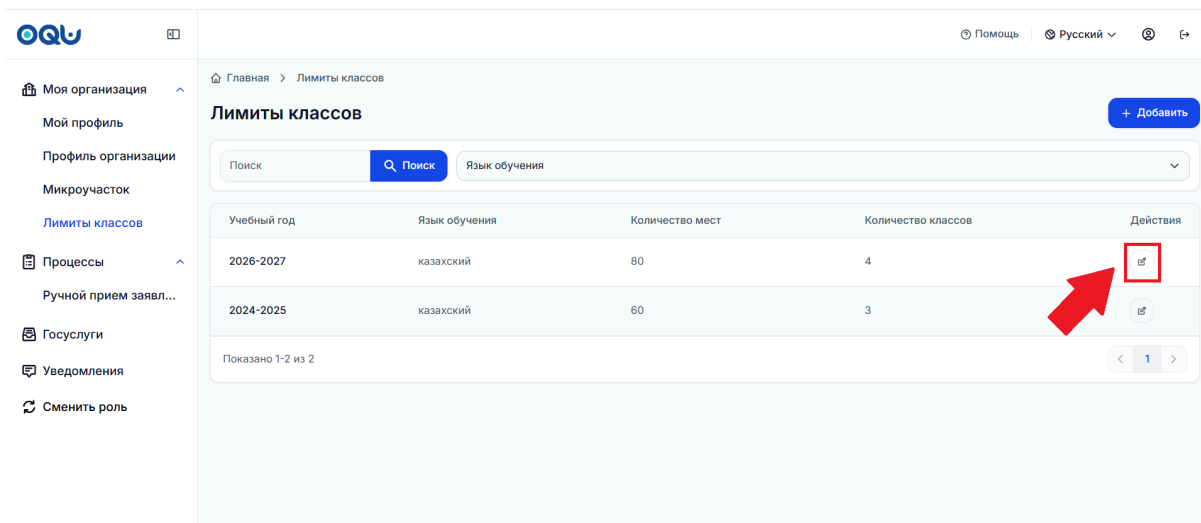 OQU
Помощь
Русский
Моя организация
Мой профиль
Профиль организации
Микроучасток
Лимиты классов
Процессы
Ручной прием заявл...
Госуслуги
Уведомления
Сменить роль
Главная > Лимиты классов
Лимиты классов
+ Добавить
Поиск
Поиск
Язык обучения
Учебный год Язык обучения Количество мест Количество классов Действия
2026-2027 казахский 80 4
2024-2025 казахский 60 3
Показано 1-2 из 2
< 1 >